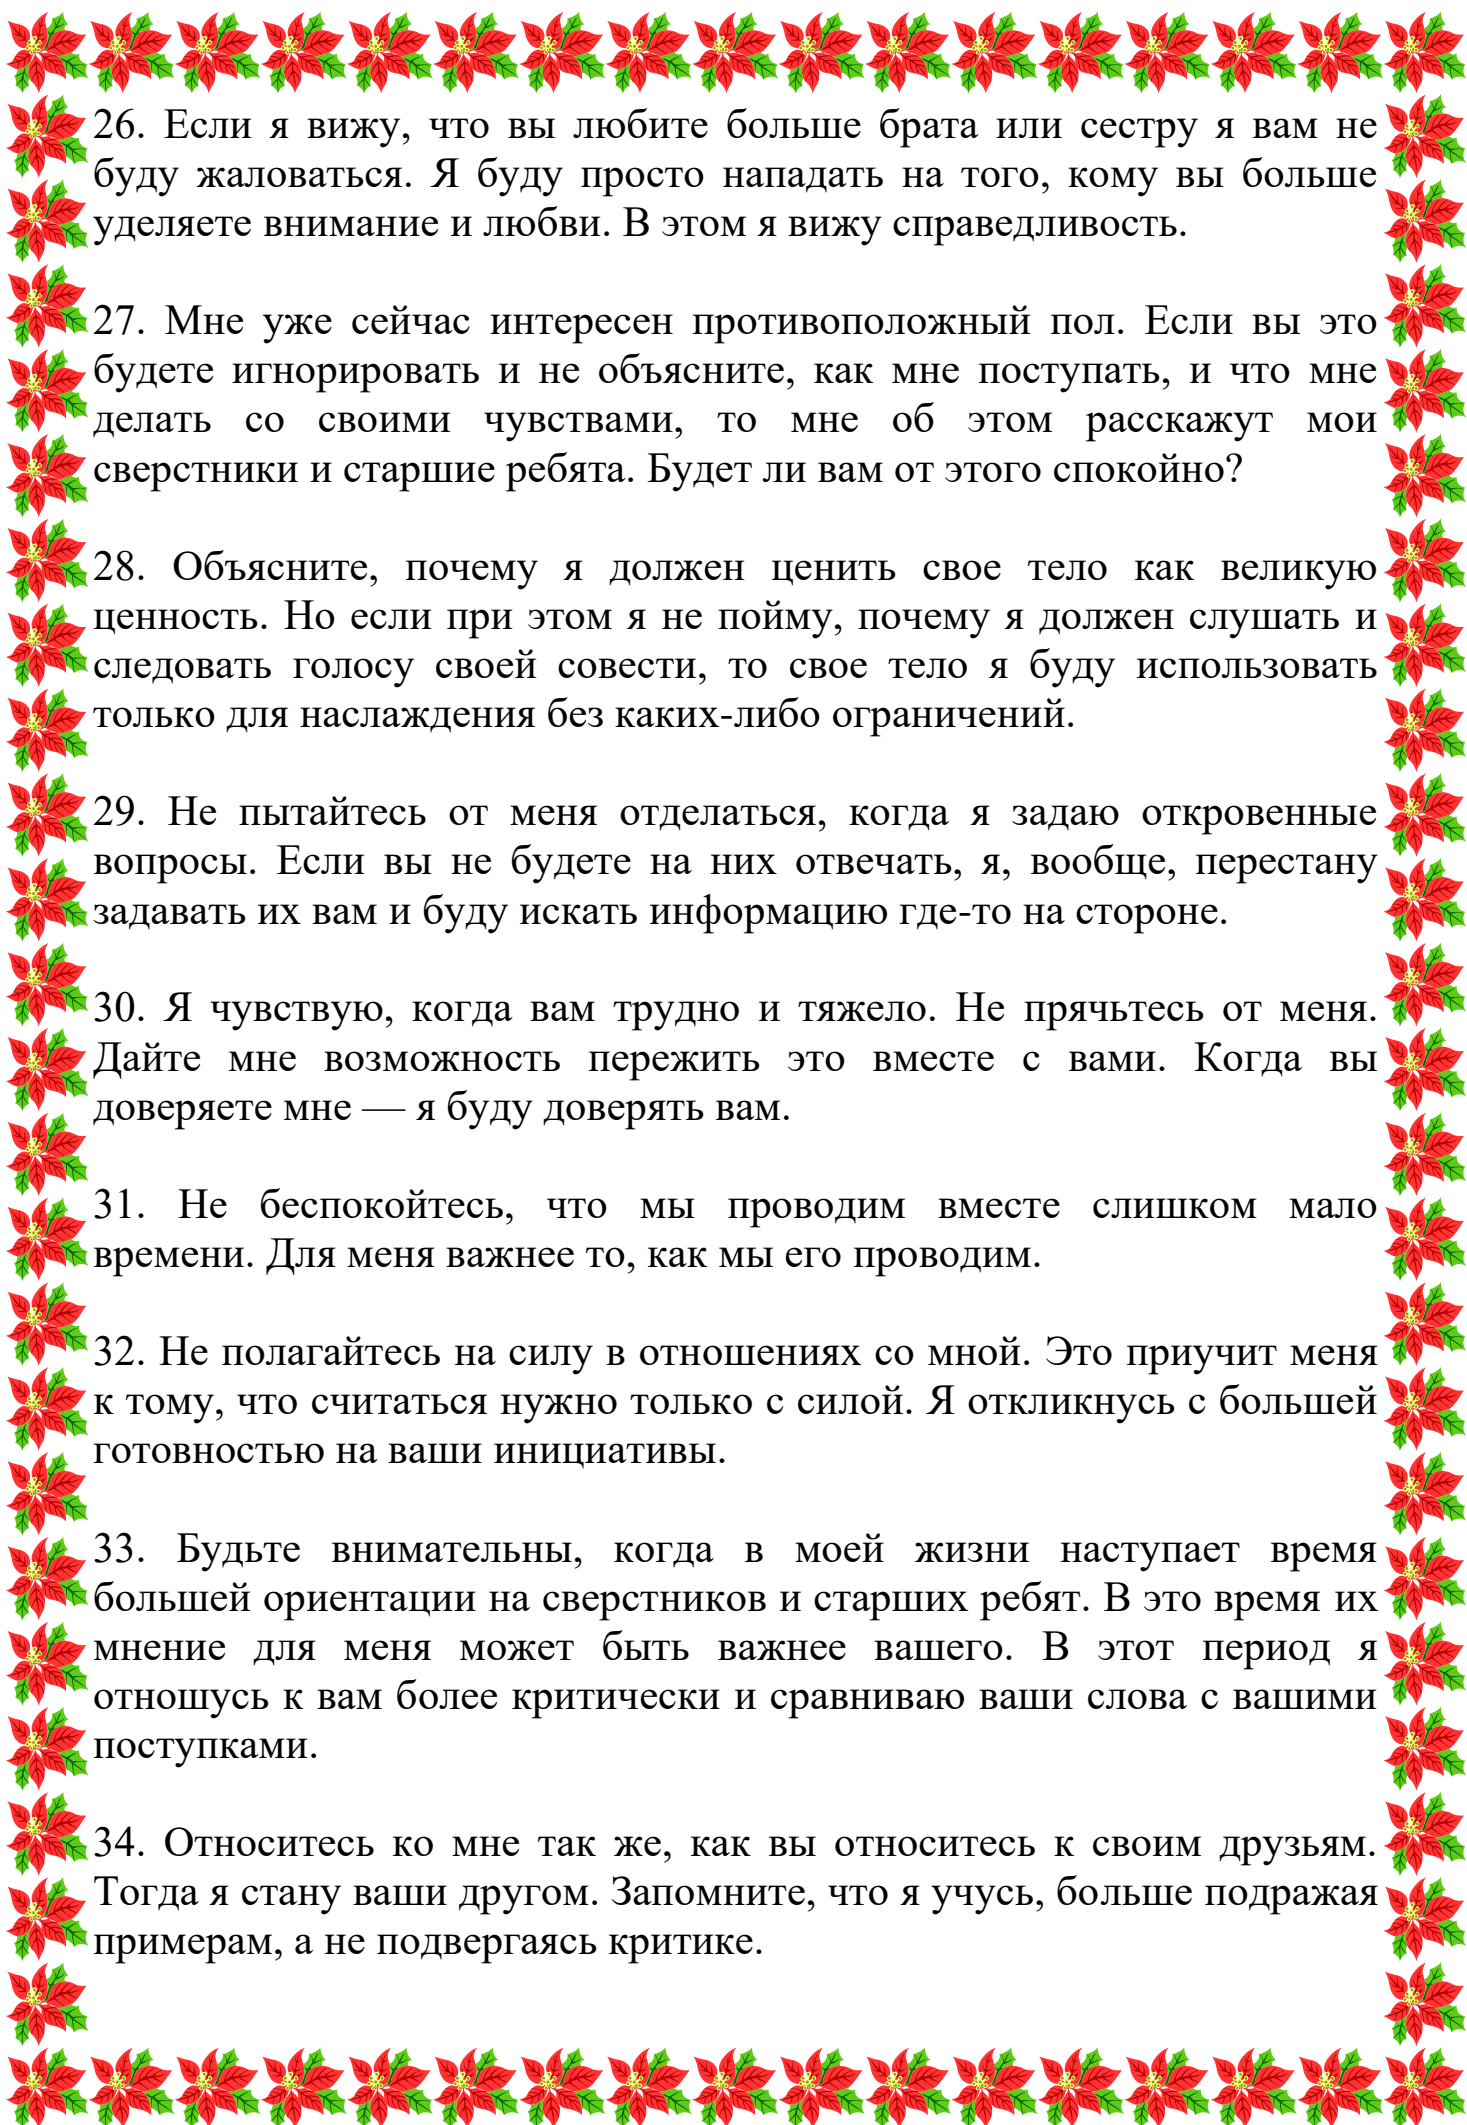 26. Если я вижу, что вы любите больше брата или сестру я вам не
буду жаловаться. Я буду просто нападать на того, кому вы больше
уделяете внимание и любви. В этом я вижу справедливость.
27. Мне уже сейчас интересен противоположный пол. Если вы это
будете игнорировать и не объясните, как мне поступать, и что мне
делать со своими чувствами, то мне об этом расскажут мои
сверстники и старшие ребята. Будет ли вам от этого спокойно?
28. Объясните, почему я должен ценить свое тело как великую
ценность. Но если при этом я не пойму, почему я должен слушать и
следовать голосу своей совести, то свое тело я буду использовать
только для наслаждения без каких-либо ограничений.
29. Не пытайтесь от меня отделаться, когда я задаю откровенные
вопросы. Если вы не будете на них отвечать, я, вообще, перестану
задавать их вам и буду искать информацию где-то на стороне.
30. Я чувствую, когда вам трудно и тяжело. Не прячьтесь от меня.
Дайте мне возможность пережить это вместе с вами. Когда вы
доверяете мне — я буду доверять вам.
31. Не беспокойтесь, что мы проводим вместе слишком мало
времени. Для меня важнее то, как мы его проводим.
32. Не полагайтесь на силу в отношениях со мной. Это приучит меня
к тому, что считаться нужно только с силой. Я откликнусь с большей
готовностью на ваши инициативы.
33. Будьте внимательны, когда в моей жизни наступает время
большей ориентации на сверстников и старших ребят. В это время их
мнение для меня может быть важнее вашего. В этот период я
отношусь к вам более критически и сравниваю ваши слова с вашими
поступками.
34. Относитесь ко мне так же, как вы относитесь к своим друзьям.
Тогда я стану ваши другом. Запомните, что я учусь, больше подражая
примерам, а не подвергаясь критике.